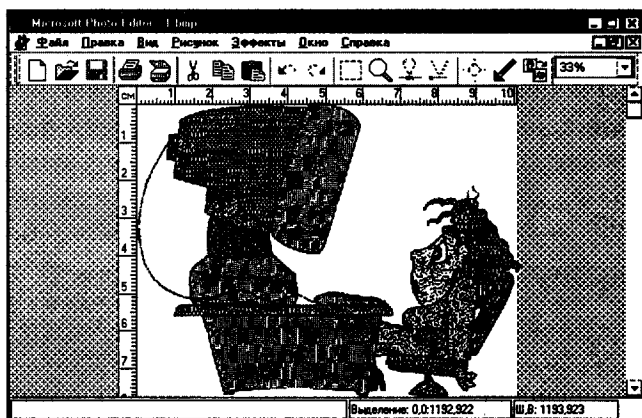 Microsoft Photo Editor - 1.bmp
Файл Правка Вид Рисунок Эффекты Окно Справка
33%
см 1 2 3 4 5 6 7 8 9 10
1
2
3
4
5
6
7
Выделение: 0,0:1192,922 Ш,В: 1193,923